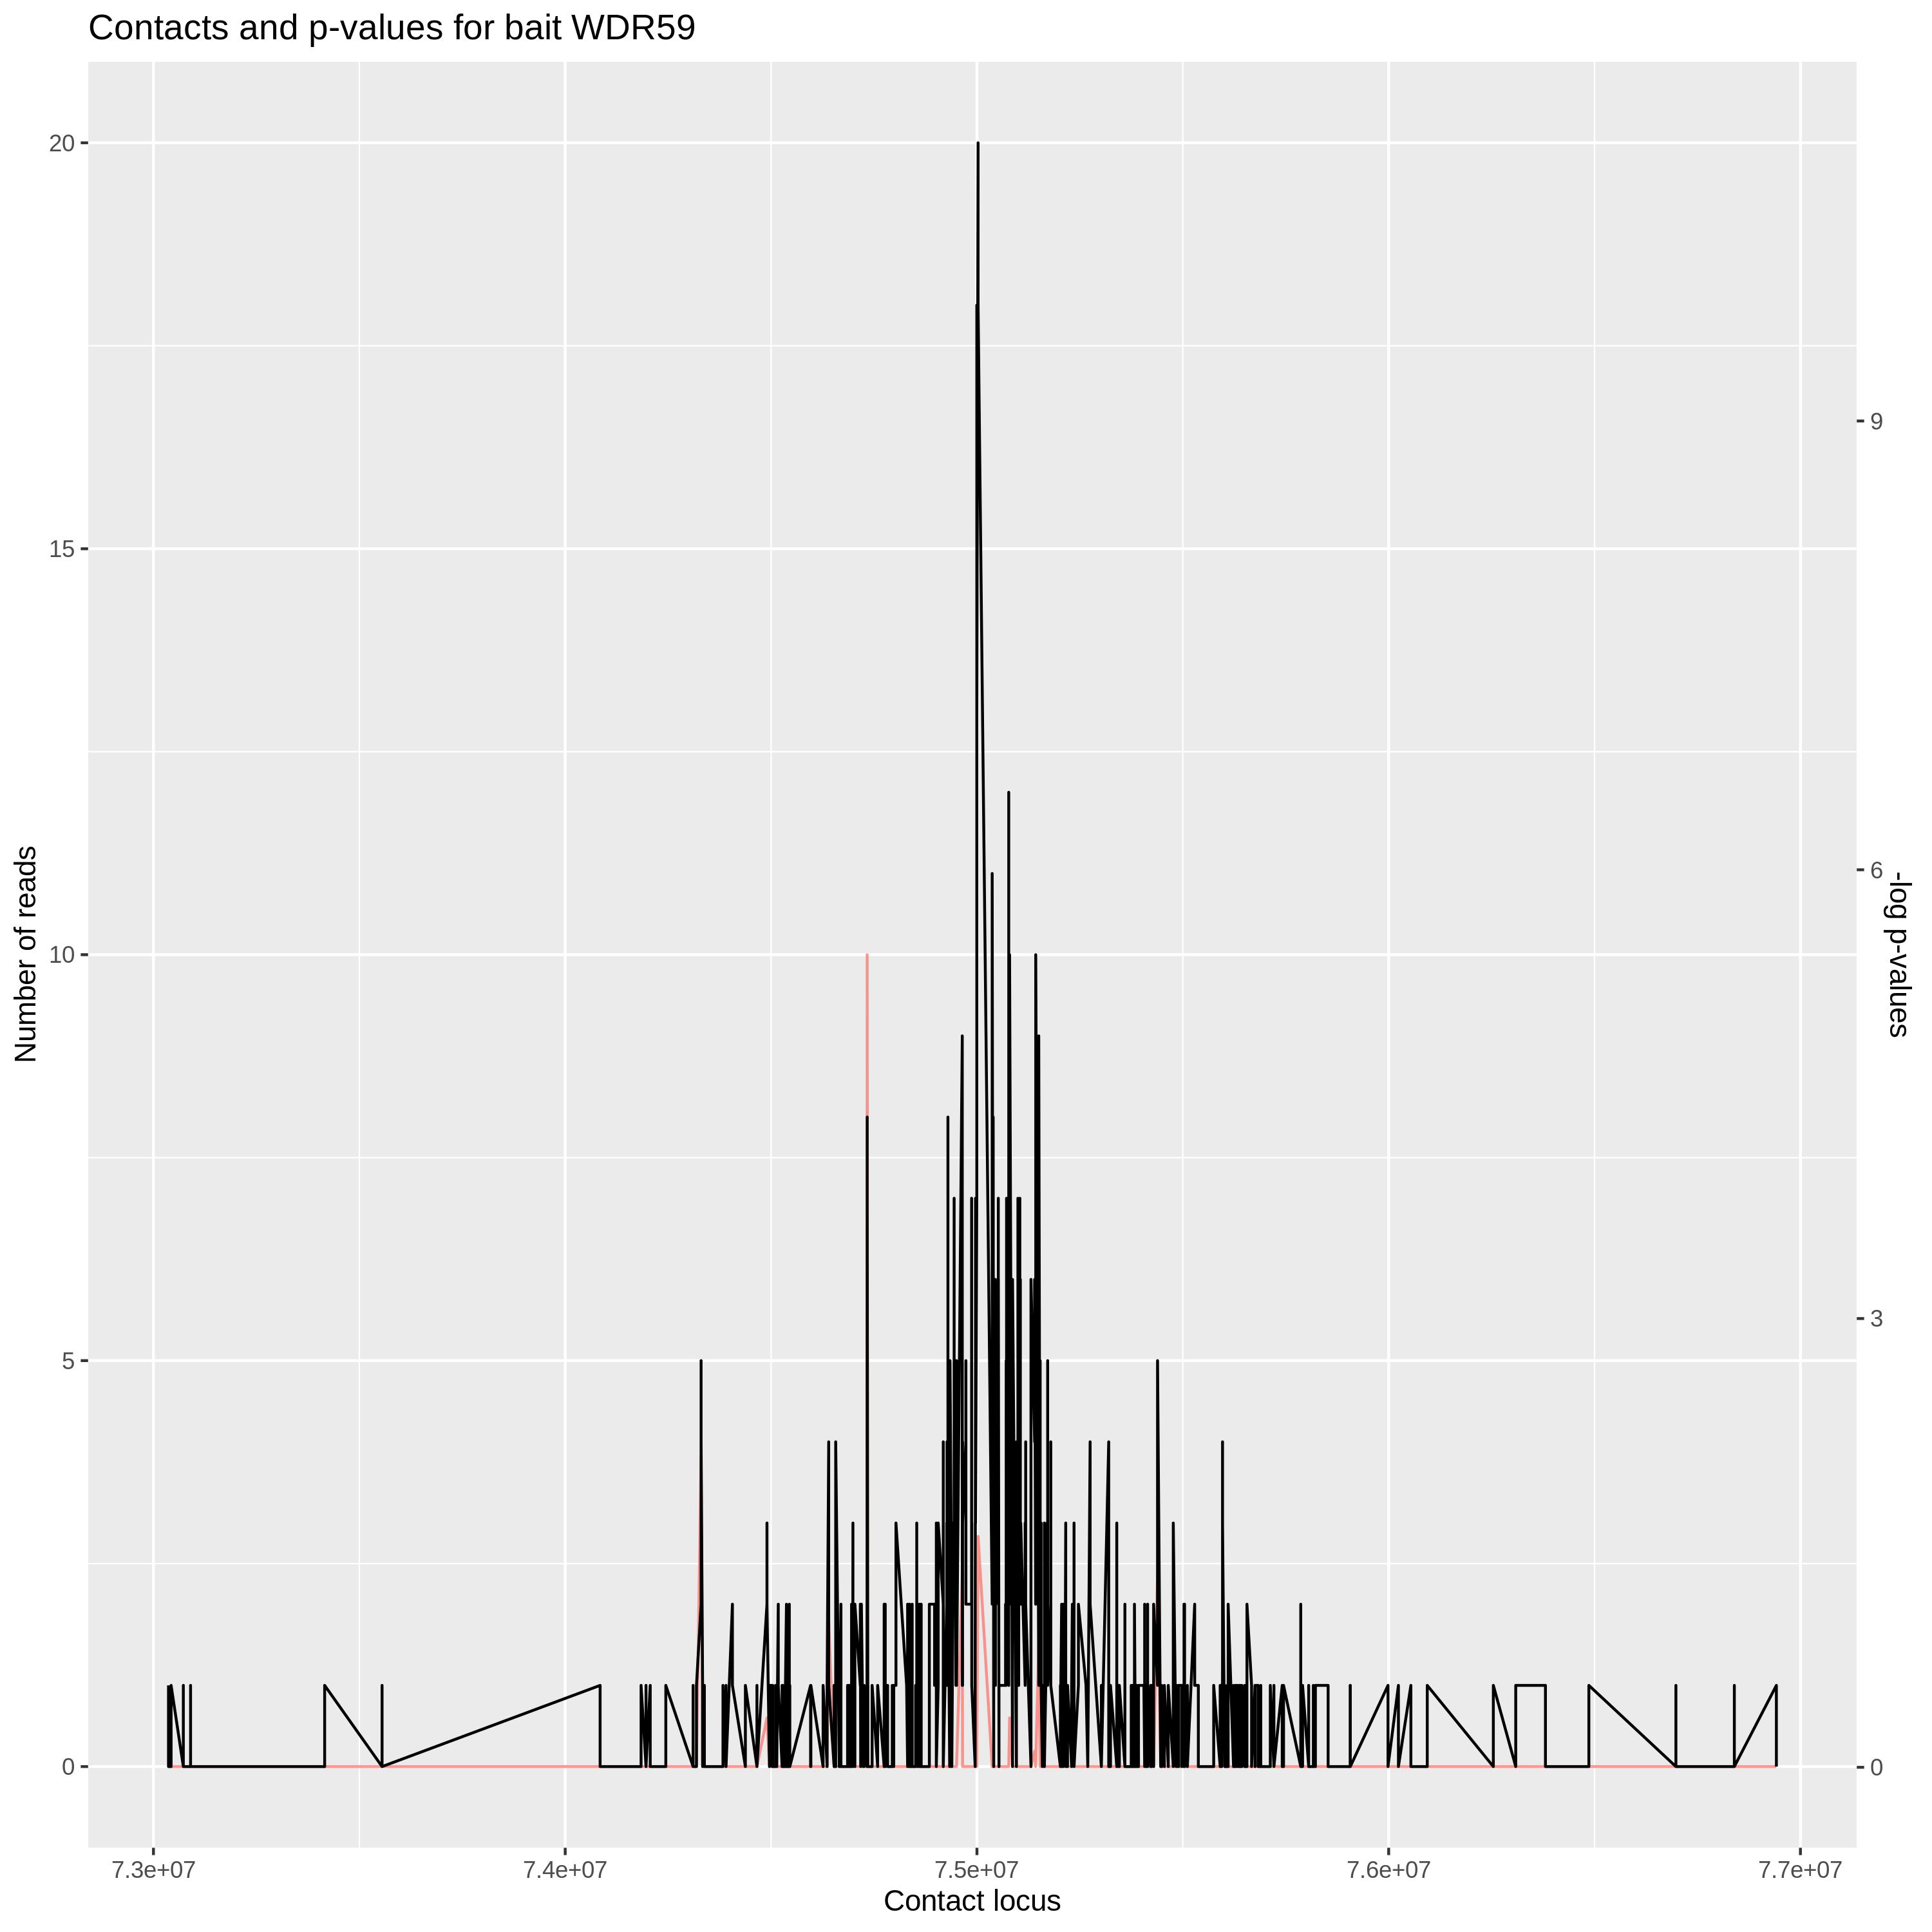 Contacts and p-values for bait WDR59
20
15
10
5
0
Number of reads
9
6
3
0
-log p-values
7.3e+07 7.4e+07 7.5e+07 7.6e+07 7.7e+07
Contact locus